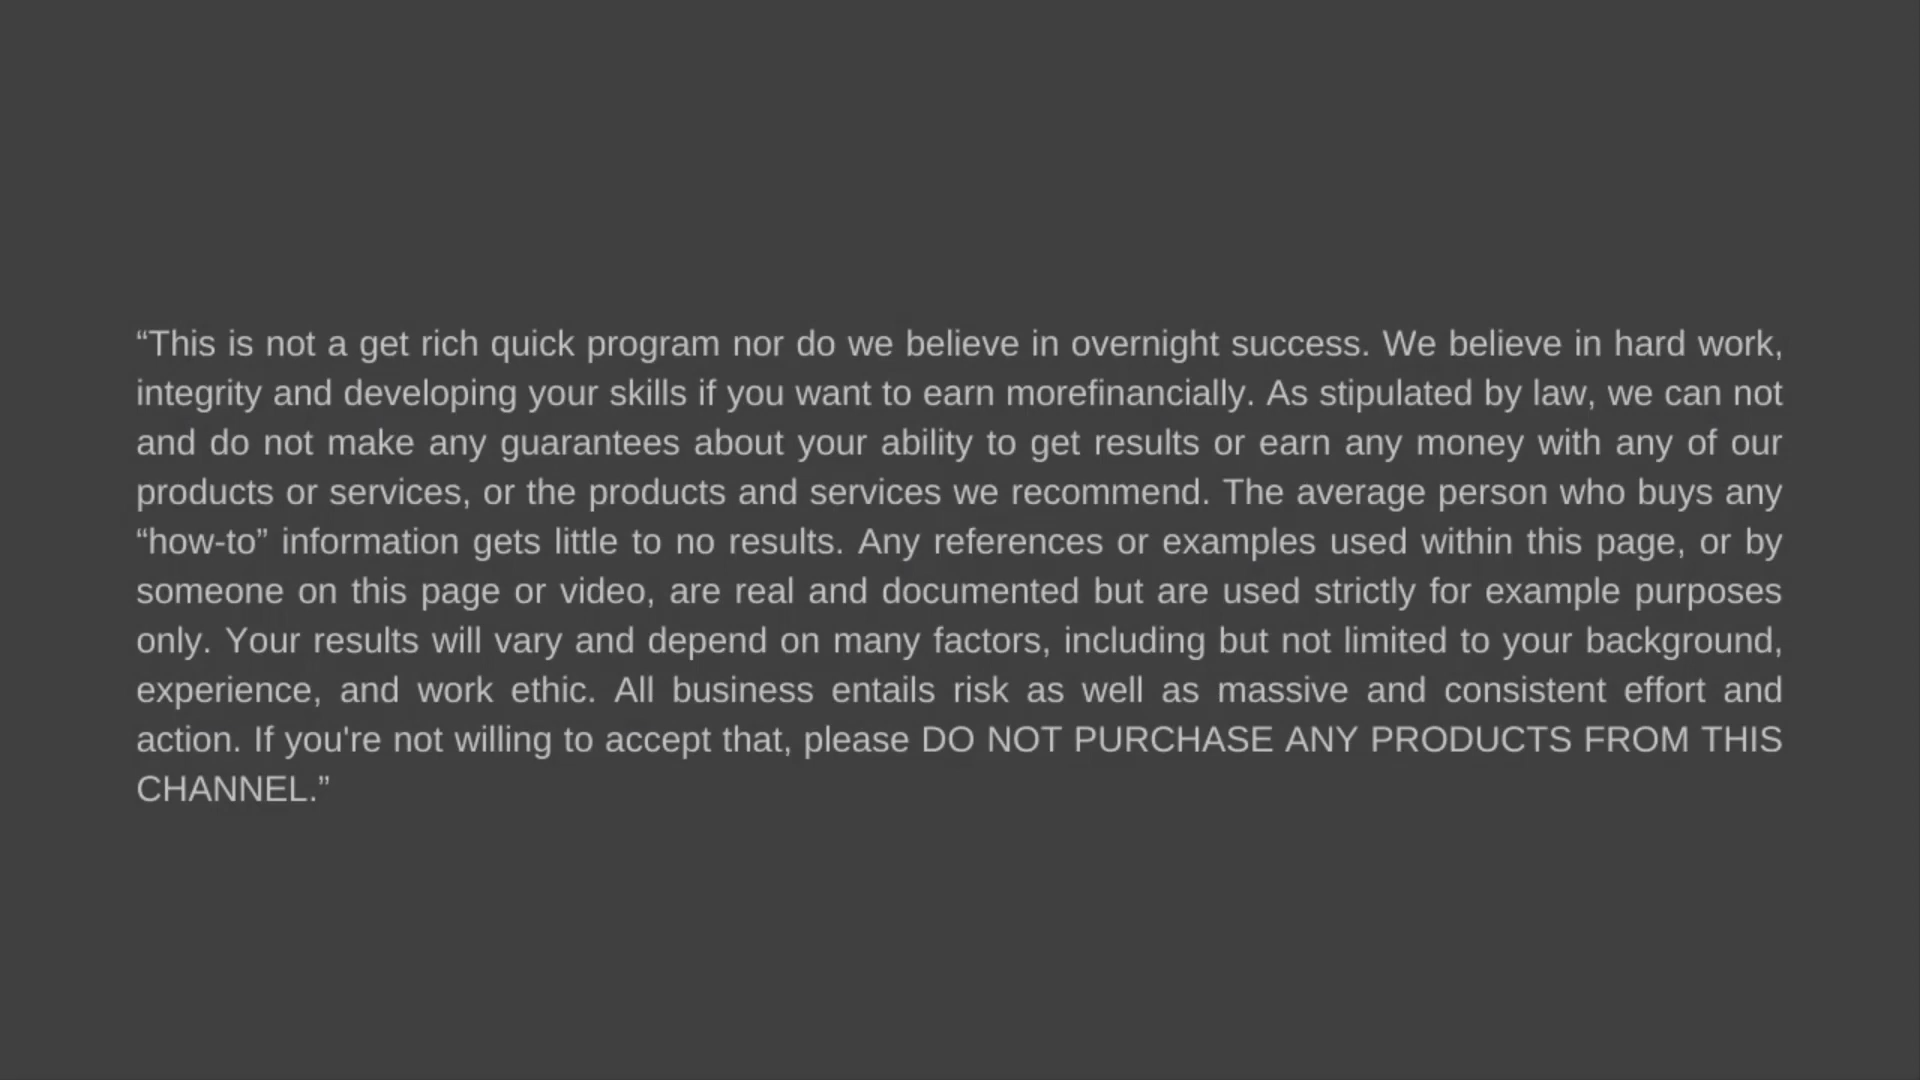 “This is not a get rich quick program nor do we believe in overnight success. We believe in hard work,
integrity and developing your skills if you want to earn morefinancially. As stipulated by law, we can not
and do not make any guarantees about your ability to get results or earn any money with any of our
products or services, or the products and services we recommend. The average person who buys any
“how-to” information gets little to no results. Any references or examples used within this page, or by
someone on this page or video, are real and documented but are used strictly for example purposes
only. Your results will vary and depend on many factors, including but not limited to your background,
experience, and work ethic. All business entails risk as well as massive and consistent effort and
action. If you're not willing to accept that, please DO NOT PURCHASE ANY PRODUCTS FROM THIS
CHANNEL.”